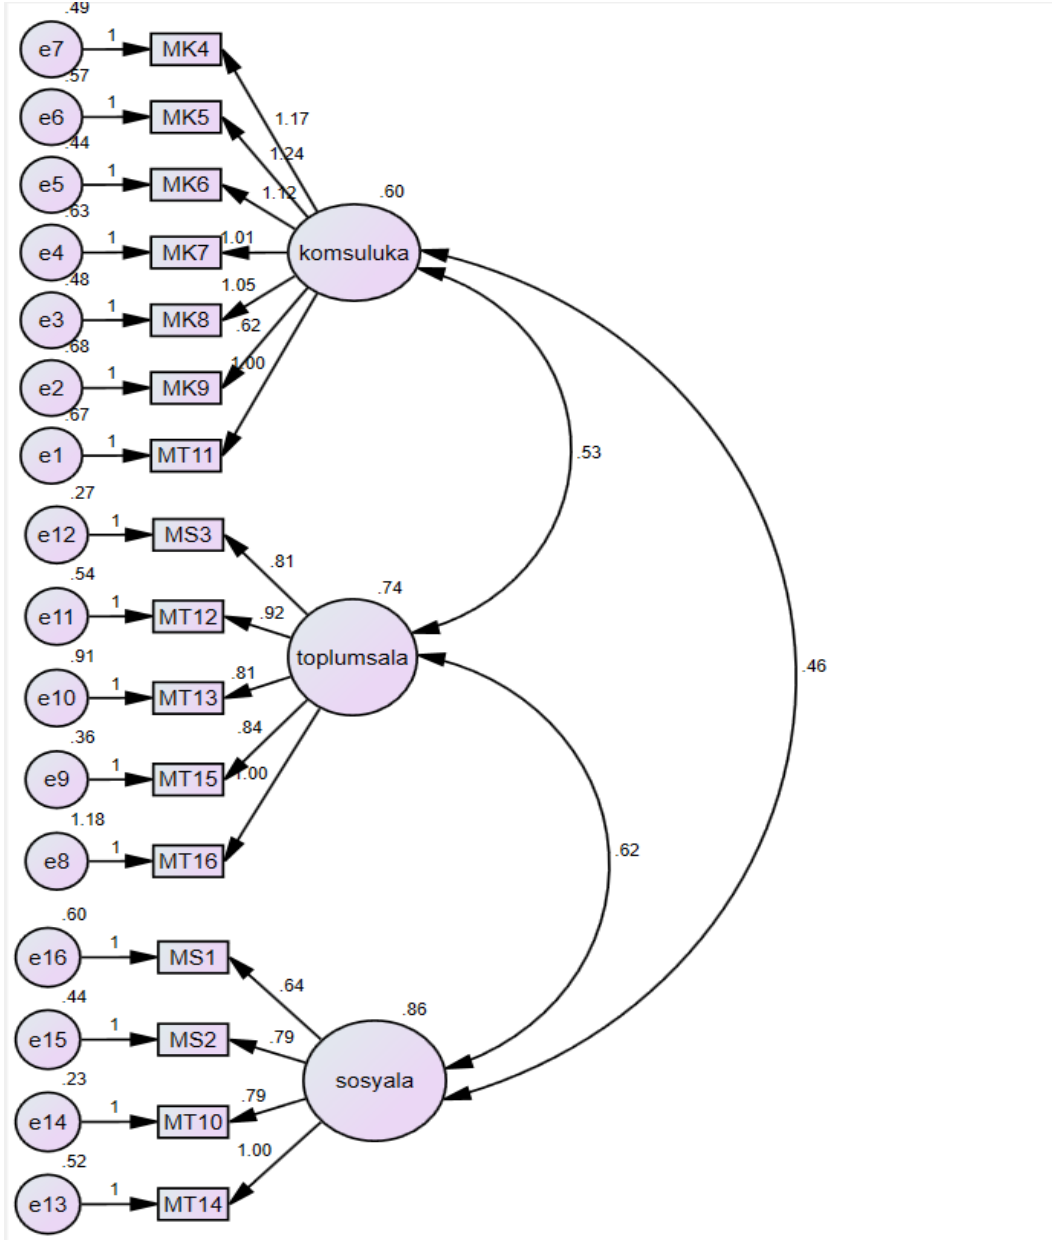 .49
e7 1 MK4
.57
e6 1 MK5
.44
e5 1 MK6
.63
e4 1 MK7
.48
e3 1 MK8
.68
e2 1 MK9
.67
e1 1 MT11
1.17
1.24
1.12
1.01
1.05
.62
1.00
.60
komsuluka
.53
.46
.27
e12 1 MS3
.54
e11 1 MT12
.91
e10 1 MT13
.36
e9 1 MT15
1.18
e8 1 MT16
.81
.92
.81
.84
1.00
.74
toplumsala
.62
.60
e16 1 MS1
.44
e15 1 MS2
.23
e14 1 MT10
.52
e13 1 MT14
.64
.79
.79
1.00
.86
sosyala